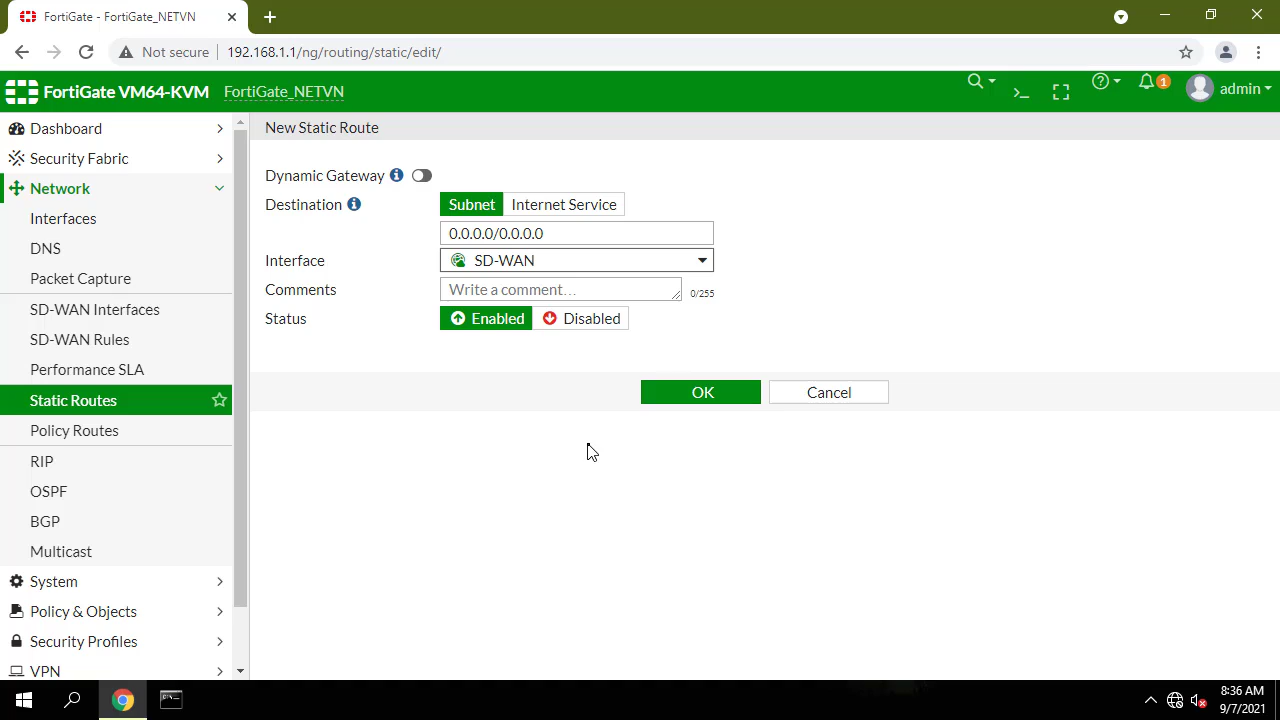 FortiGate - FortiGate_NETVN
Not secure 192.168.1.1/ng/routing/static/edit/
FortiGate VM64-KVM FortiGate_NETVN
1 admin
Dashboard
Security Fabric
Network
Interfaces
DNS
Packet Capture
SD-WAN Interfaces
SD-WAN Rules
Performance SLA
Static Routes
Policy Routes
RIP
OSPF
BGP
Multicast
System
Policy & Objects
Security Profiles
VPN
New Static Route
Dynamic Gateway
Destination Subnet Internet Service
0.0.0.0/0.0.0.0
Interface SD-WAN
Comments Write a comment... 0/255
Status Enabled Disabled
OK Cancel
8:36 AM
9/7/2021